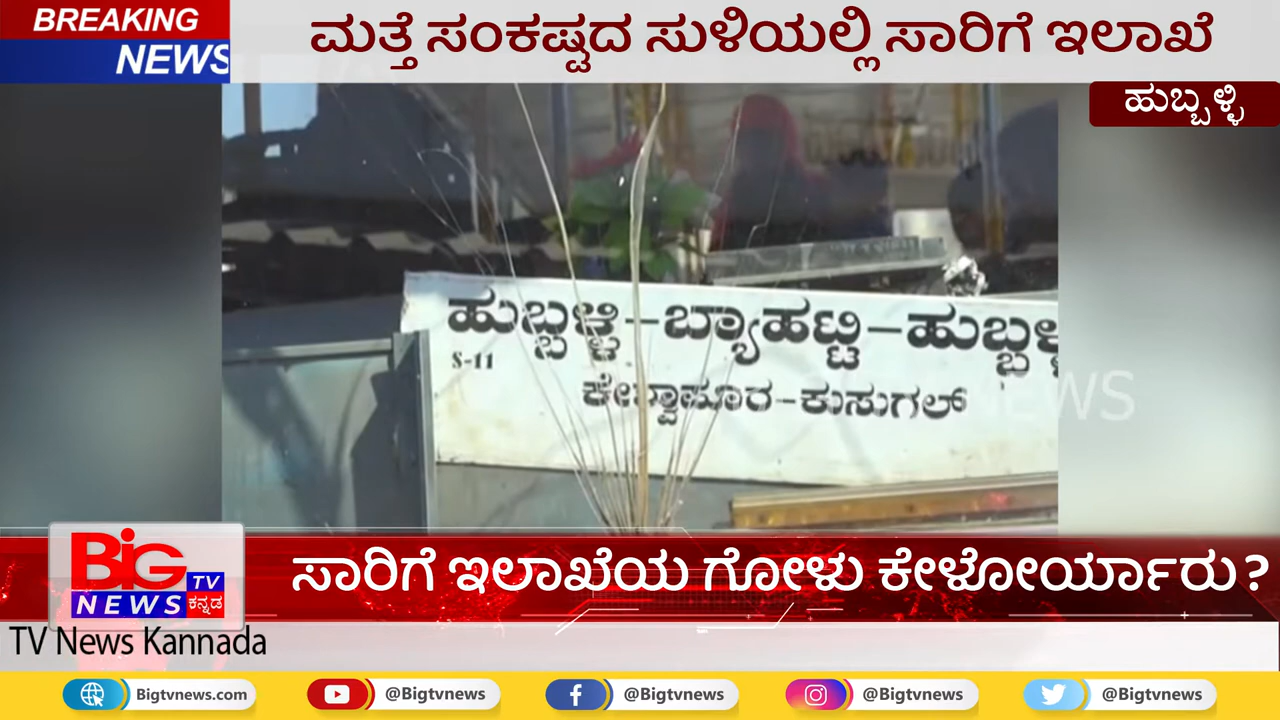 BREAKING
NEWS
ಮತ್ತೆ ಸಂಕಷ್ಟದ ಸುಳಿಯಲ್ಲಿ ಸಾರಿಗೆ ಇಲಾಖೆ
ಹುಬ್ಬಳ್ಳಿ
ಹುಬ್ಬಳ್ಳಿ-ಬ್ಯಾಹಟ್ಟಿ-ಹುಬ್ಬಳ್ಳಿ
S-11
ಕೇಶ್ವಾಪೂರ-ಕುಸುಗಲ್
NEWS
BIG
TV
NEWS ಕನ್ನಡ
ಸಾರಿಗೆ ಇಲಾಖೆಯ ಗೋಳು ಕೇಳೋರ್ಯಾರು?
TV News Kannada
Bigtvnews.com @Bigtvnews @Bigtvnews @Bigtvnews @Bigtvnews